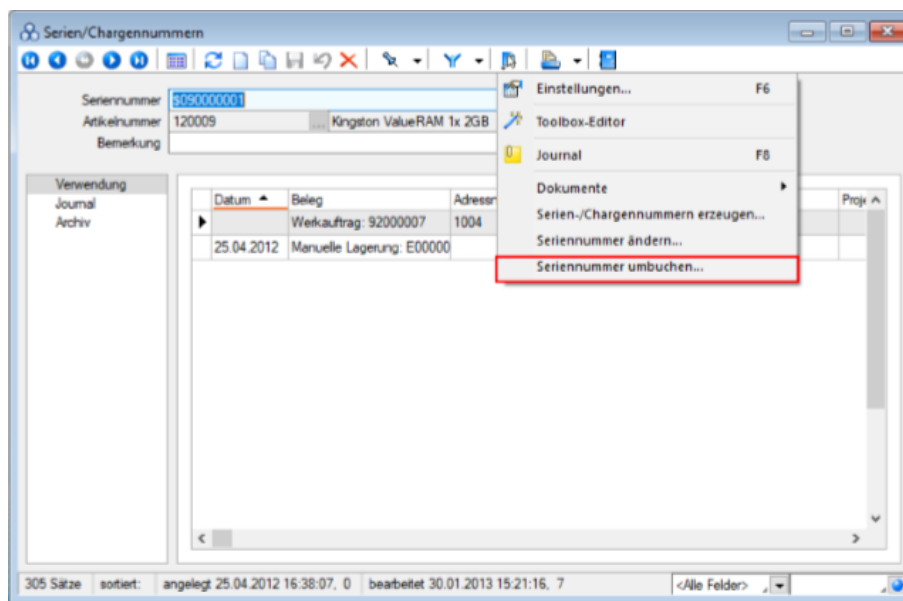 Serien/Chargennummern
Seriennummer S090000001
Artikelnummer 120009 ... Kingston ValueRAM 1x 2GB
Bemerkung
Einstellungen... F6
Toolbox-Editor
Journal F8
Dokumente
Serien-/Chargennummern erzeugen...
Seriennummer ändern...
Seriennummer umbuchen...
Verwendung
Journal
Archiv
Datum Beleg Adressnr Proje
Werkauftrag: 92000007 1004
25.04.2012 Manuelle Lagerung: E00000
305 Sätze sortiert: angelegt 25.04.2012 16:38:07, 0 bearbeitet 30.01.2013 15:21:16, 7 <Alle Felder>